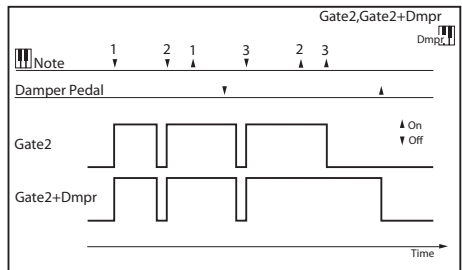 Gate2,Gate2+Dmpr
Dmpr
1 2 1 3 2 3
Note
Damper Pedal
On
Off
Gate2
Gate2+Dmpr
Time